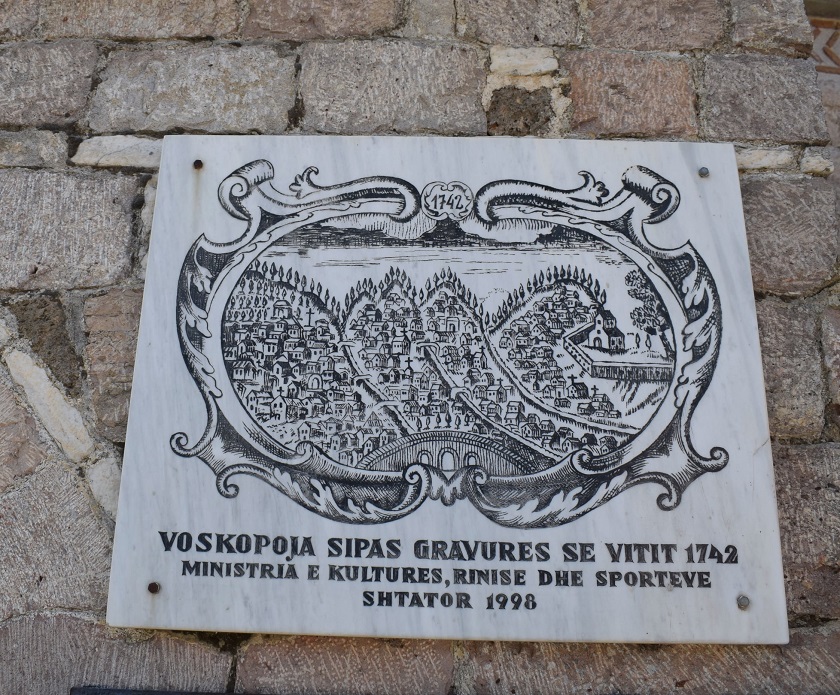 1742
VOSKOPOJA SIPAS GRAVURES SE VITIT 1742
MINISTRIA E KULTURES, RINISE DHE SPORTEVE
SHTATOR 1998